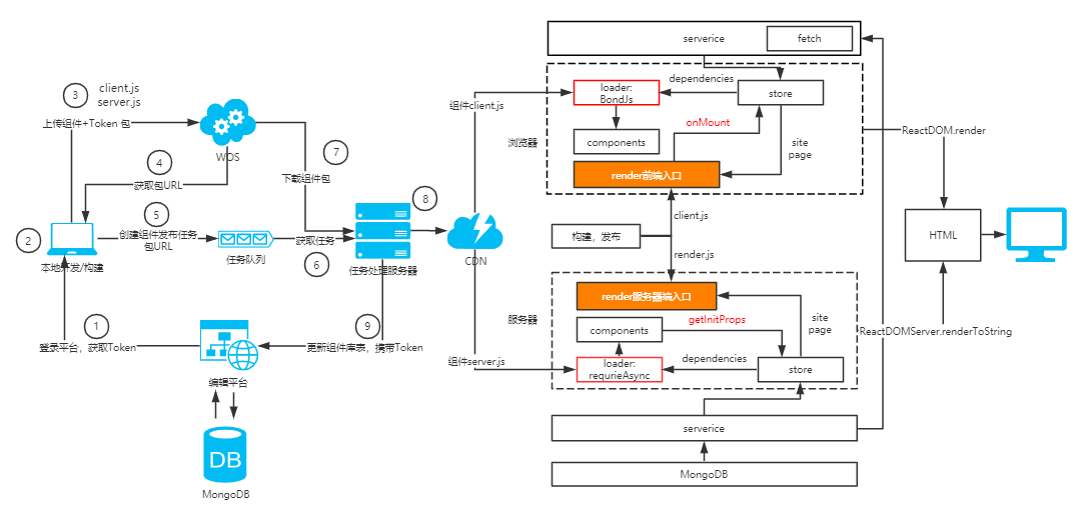 serverice
fetch
3
client.js
server.js
上传组件+Token 包
WOS
4
获取包URL
7
下载组件包
2
本地开发/构建
5
创建组件发布任务
包URL
任务队列
获取任务
6
任务处理服务器
8
CDN
1
登录平台，获取Token
9
更新组件库表，携带Token
编辑平台
DB
MongoDB
组件client.js
组件server.js
浏览器
loader:
BondJs
dependencies
store
components
onMount
site
page
render前端入口
client.js
构建，发布
render.js
服务器
render服务器端入口
components
getInitProps
site
page
loader:
requrieAsync
dependencies
store
serverice
MongoDB
ReactDOM.render
HTML
ReactDOMServer.renderToString